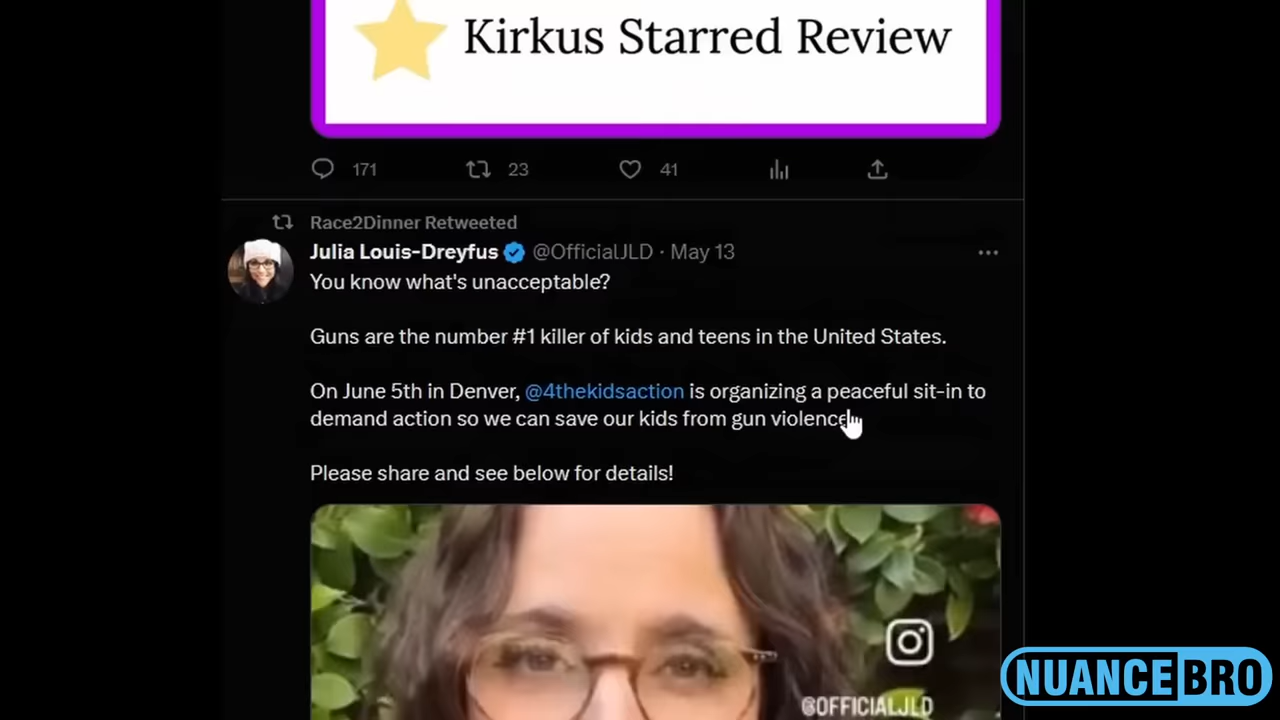 Kirkus Starred Review
171 23 41
Race2Dinner Retweeted
Julia Louis-Dreyfus @OfficialJLD · May 13
You know what's unacceptable?
Guns are the number #1 killer of kids and teens in the United States.
On June 5th in Denver, @4thekidsaction is organizing a peaceful sit-in to
demand action so we can save our kids from gun violence
Please share and see below for details!
@OFFICIALJLD
NUANCE BRO